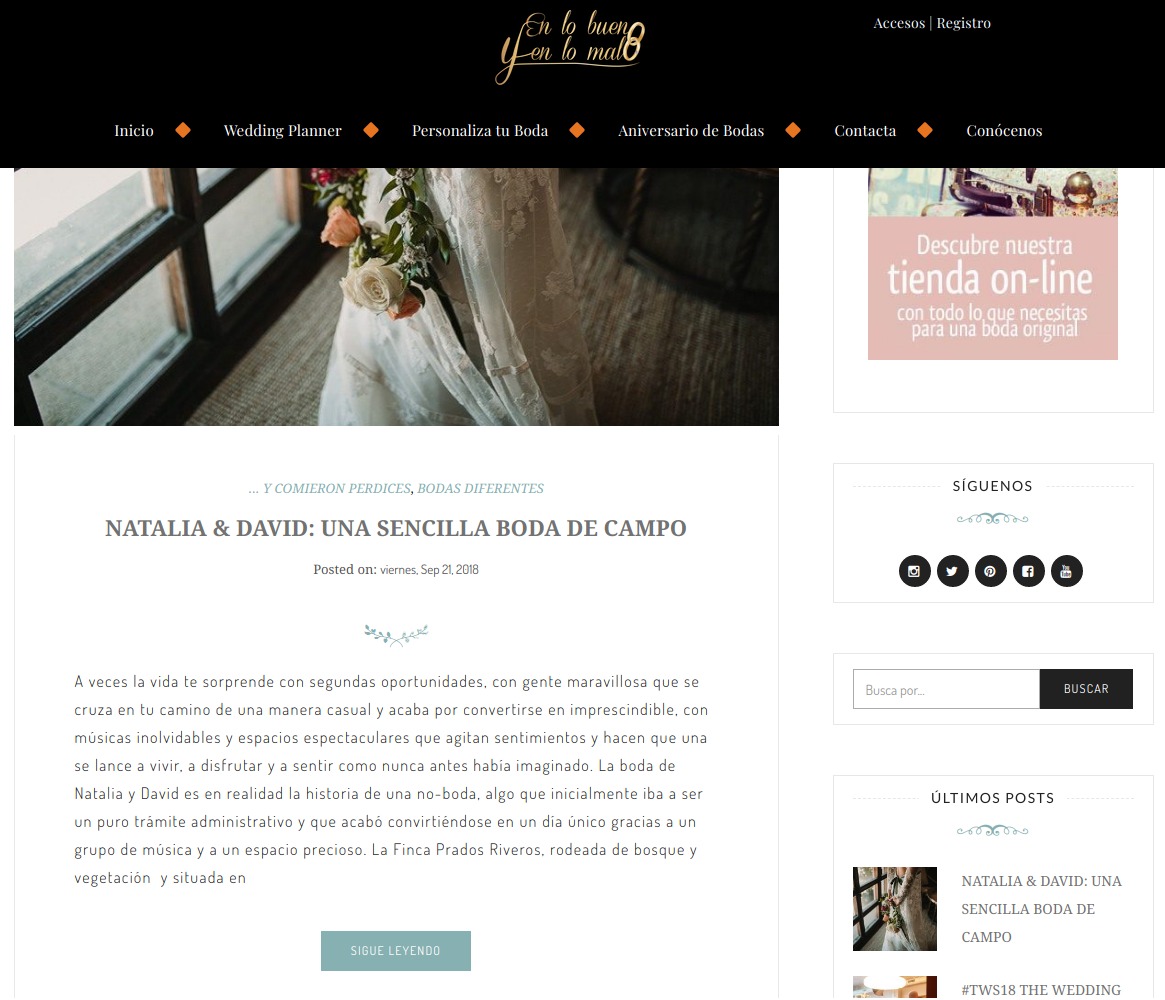 En lo bueno
y en lo malo
Accesos | Registro
Inicio
Wedding Planner
Personaliza tu Boda
Aniversario de Bodas
Contacta
Conócenos
Descubre nuestra
tienda on-line
con todo lo que necesitas
para una boda original
... Y COMIERON PERDICES, BODAS DIFERENTES
NATALIA & DAVID: UNA SENCILLA BODA DE CAMPO
Posted on: viernes, Sep 21, 2018
A veces la vida te sorprende con segundas oportunidades, con gente maravillosa que se
cruza en tu camino de una manera casual y acaba por convertirse en imprescindible, con
músicas inolvidables y espacios espectaculares que agitan sentimientos y hacen que una
se lance a vivir, a disfrutar y a sentir como nunca antes había imaginado. La boda de
Natalia y David es en realidad la historia de una no-boda, algo que inicialmente iba a ser
un puro trámite administrativo y que acabó convirtiéndose en un día único gracias a un
grupo de música y a un espacio precioso. La Finca Prados Riveros, rodeada de bosque y
vegetación y situada en
SIGUE LEYENDO
SÍGUENOS
Busca por...
BUSCAR
ÚLTIMOS POSTS
NATALIA & DAVID: UNA
SENCILLA BODA DE
CAMPO
#TWS18 THE WEDDING